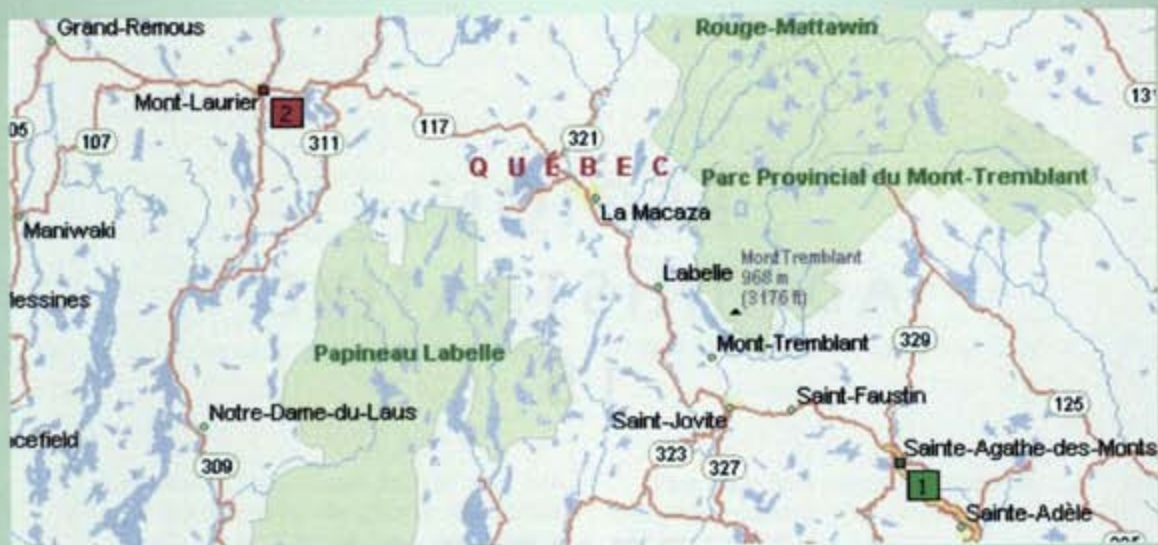 Grand-Remous
Rouge-Mattawin
Mont-Laurier
2
131
05
107
311
117
321
QUÉBEC
Parc Provincial du Mont-Tremblant
La Macaza
Maniwaki
Labelle
Mont Tremblant
968 m
(3176 ft)
Messines
Papineau Labelle
Mont-Tremblant
329
Saint-Faustin
125
Notre-Dame-du-Laus
Saint-Jovite
cefield
309
323
327
Sainte-Agathe-des-Monts
1
Sainte-Adèle